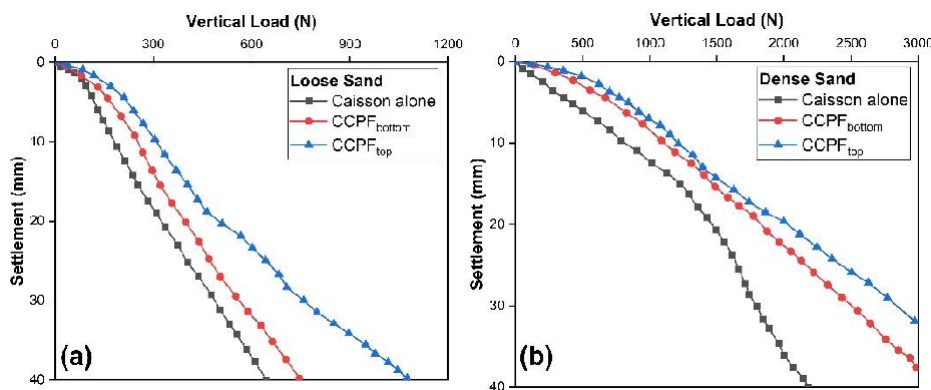 Vertical Load (N)
0 300 600 900 1200
Loose Sand
Caisson alone
CCPFbottom
CCPFtop
Settlement (mm)
0
10
20
30
40
(a)
Vertical Load (N)
0 500 1000 1500 2000 2500 3000
Dense Sand
Caisson alone
CCPFbottom
CCPFtop
Settlement (mm)
0
10
20
30
40
(b)